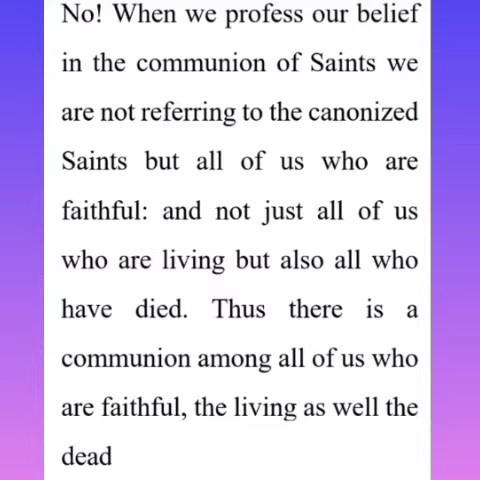 No! When we profess our belief
in the communion of Saints we
are not referring to the canonized
Saints but all of us who are
faithful: and not just all of us
who are living but also all who
have died. Thus there is a
communion among all of us who
are faithful, the living as well the
dead